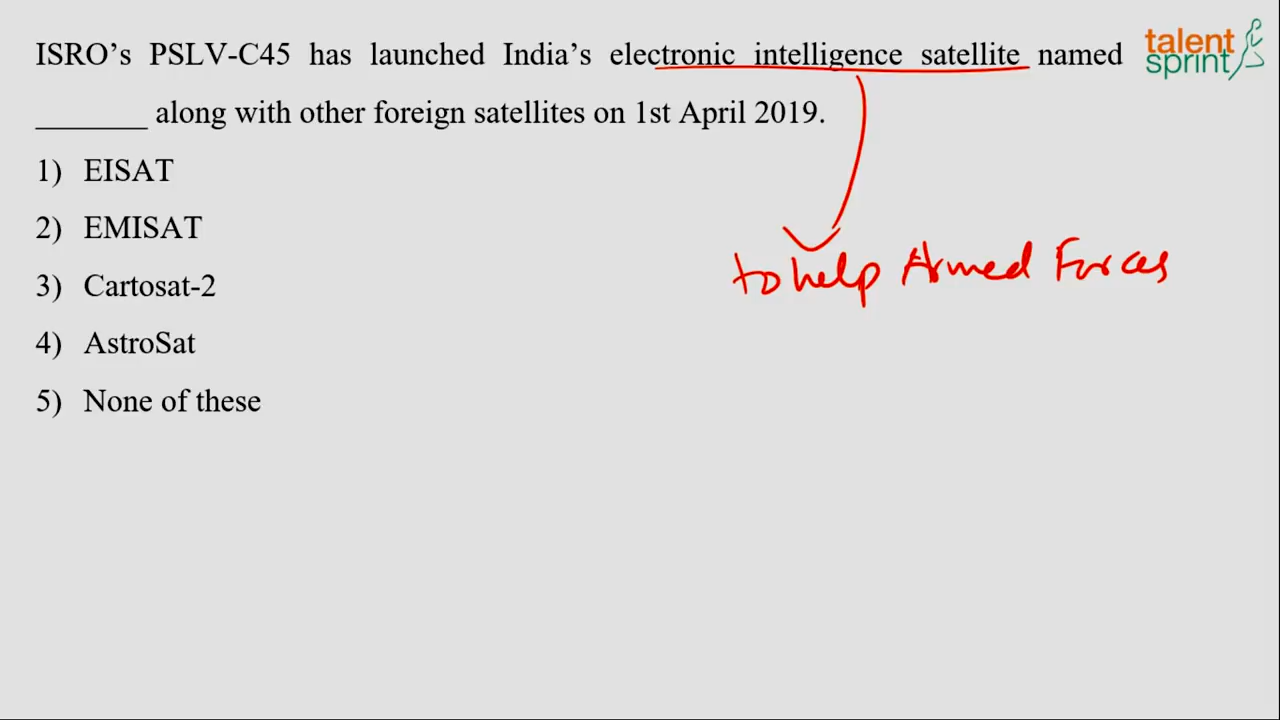 ISRO’s PSLV-C45 has launched India’s electronic intelligence satellite named
_______ along with other foreign satellites on 1st April 2019.
talent
sprint
1) EISAT
2) EMISAT
to help Armed Forces
3) Cartosat-2
4) AstroSat
5) None of these